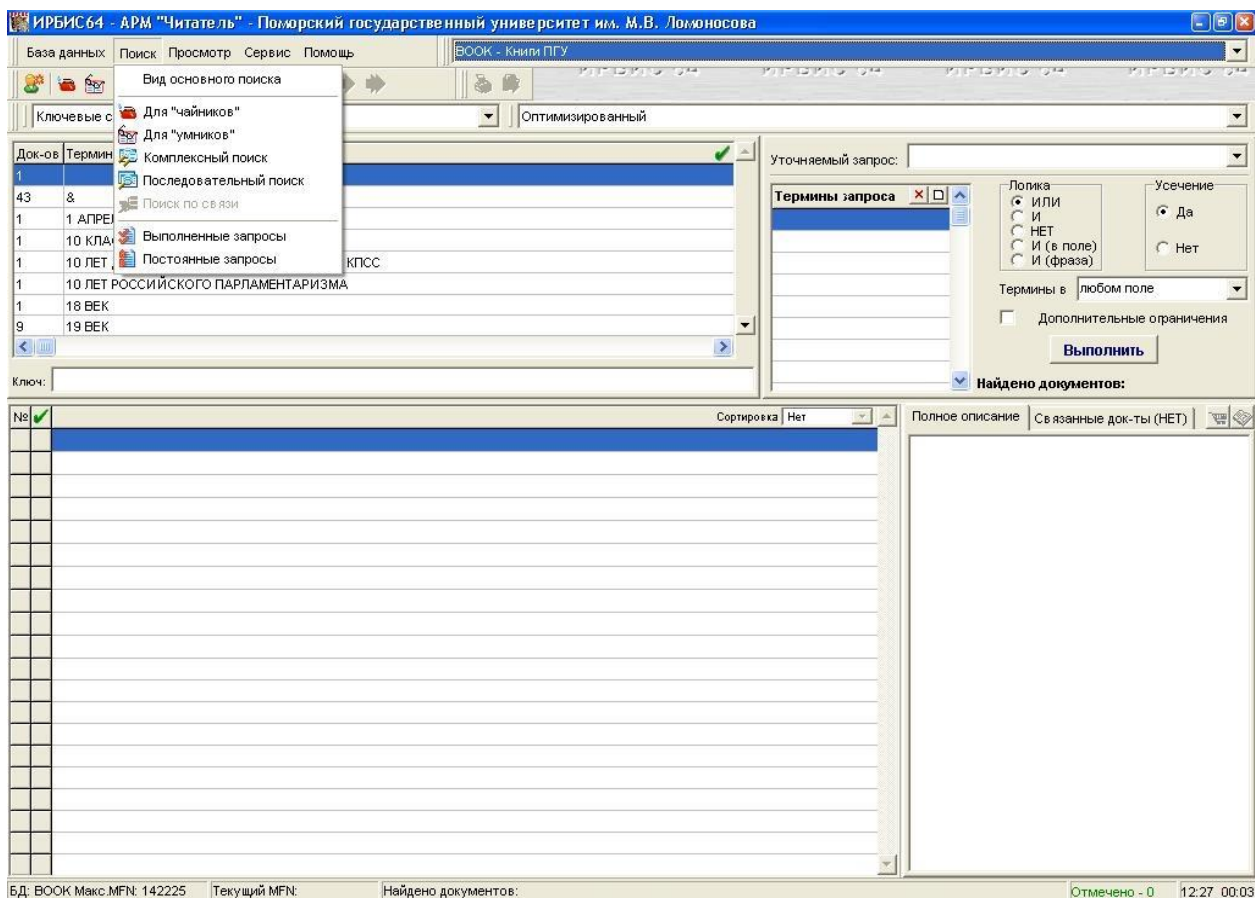 ИРБИС64 - АРМ "Читатель" - Поморский государственный университет им. М.В. Ломоносова
База данных Поиск Просмотр Сервис Помощь
BOOK - Книги ПГУ
Вид основного поиска
Для "чайников"
Для "умников"
Комплексный поиск
Последовательный поиск
Поиск по связи
Выполненные запросы
Постоянные запросы
Ключевые с
Оптимизированный
Док-ов Термин
1
43 &
1 1 АПРЕ
1 10 КЛА
1 10 ЛЕТ КПСС
1 10 ЛЕТ РОССИЙСКОГО ПАРЛАМЕНТАРИЗМА
1 18 ВЕК
9 19 ВЕК
Ключ:
Уточняемый запрос:
Термины запроса
Логика
ИЛИ
И
НЕТ
И (в поле)
И (фраза)
Усечение
Да
Нет
Термины в любом поле
Дополнительные ограничения
Выполнить
Найдено документов:
№ Сортировка Нет
Полное описание Связанные док-ты (НЕТ)
БД: BOOK Макс.MFN: 142225 Текущий MFN: Найдено документов: Отмечено - 0 12:27 00:03